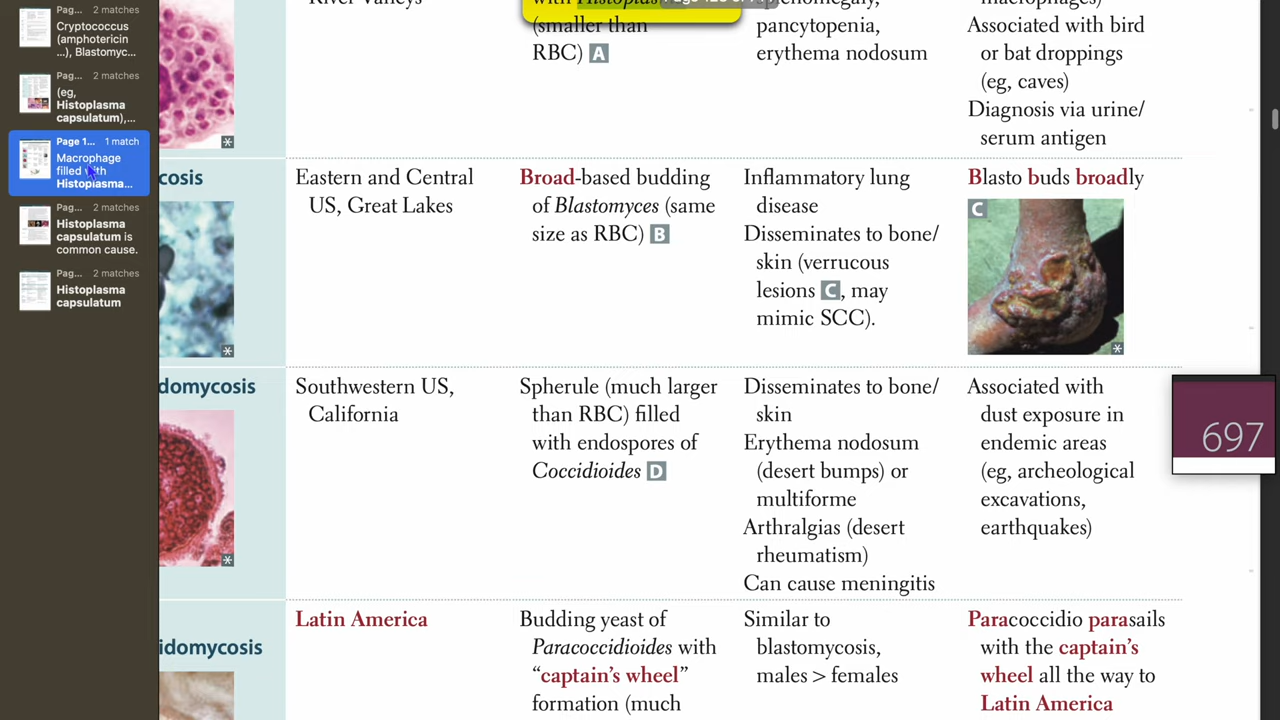 Pag... 2 matches
Cryptococcus
(amphotericin
...), Blastomyc...
Pag... 2 matches
(eg,
Histoplasma
capsulatum),...
Page 1... 1 match
Macrophage
filled with
Histoplasma...
Pag... 2 matches
Histoplasma
capsulatum is
common cause.
Pag... 2 matches
Histoplasma
capsulatum
River Valleys
with
(smaller than
RBC) A
pancytopenia,
erythema nodosum
macrophages)
Associated with bird
or bat droppings
(eg, caves)
Diagnosis via urine/
serum antigen
cosis
Eastern and Central
US, Great Lakes
Broad-based budding
of Blastomyces (same
size as RBC) B
Inflammatory lung
disease
Disseminates to bone/
skin (verrucous
lesions C, may
mimic SCC).
Blasto buds broadly
C
domycosis
Southwestern US,
California
Spherule (much larger
than RBC) filled
with endospores of
Coccidioides D
Disseminates to bone/
skin
Erythema nodosum
(desert bumps) or
multiforme
Arthralgias (desert
rheumatism)
Can cause meningitis
Associated with
dust exposure in
endemic areas
(eg, archeological
excavations,
earthquakes)
697
idomycosis
Latin America
Budding yeast of
Paracoccidioides with
“captain’s wheel”
formation (much
Similar to
blastomycosis,
males > females
Paracoccidio parasails
with the captain’s
wheel all the way to
Latin America